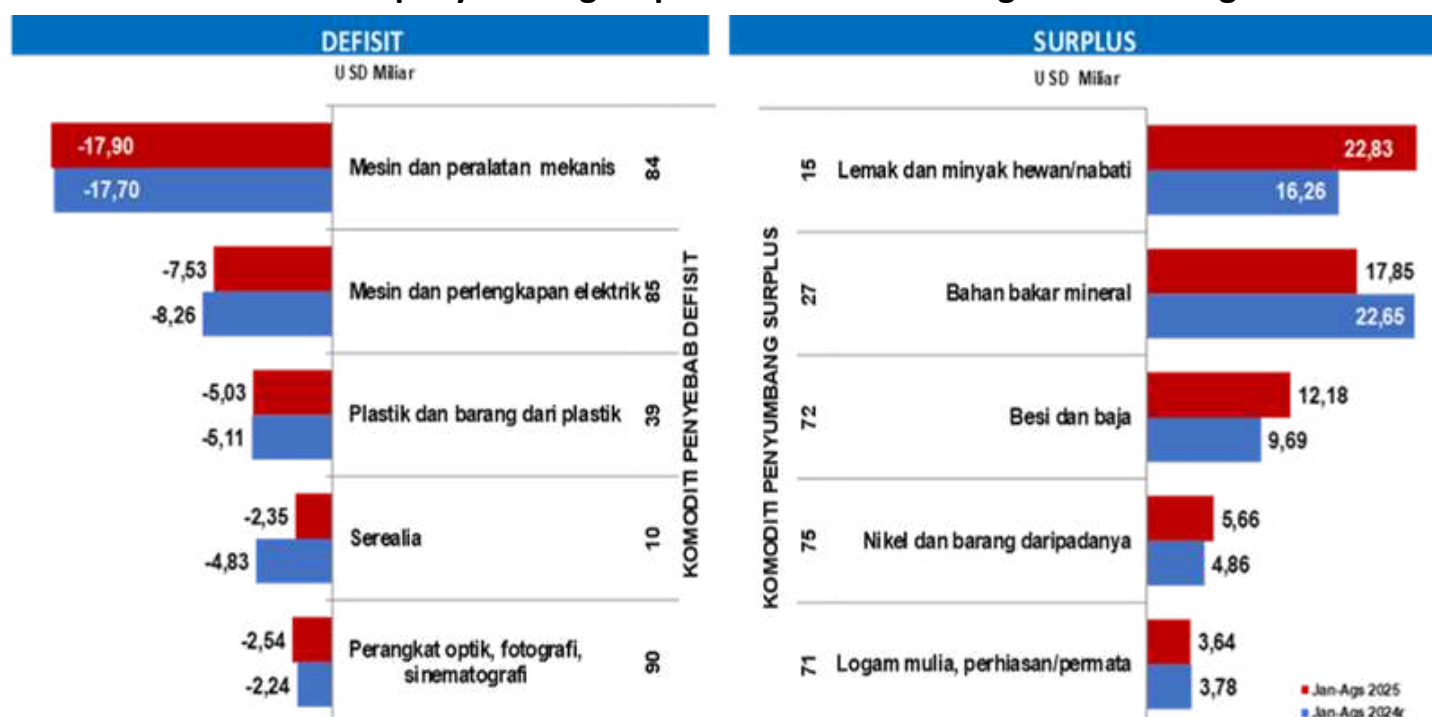 DEFISIT
USD Miliar
-17,90
-17,70
Mesin dan peralatan mekanis
84
-7,53
-8,26
Mesin dan perlengkapan elektrik
85
-5,03
-5,11
Plastik dan barang dari plastik
39
-2,35
-4,83
Serealia
10
-2,54
-2,24
Perangkat optik, fotografi,
sinematografi
90
KOMODITI PENYEBAB DEFISIT
SURPLUS
USD Miliar
KOMODITI PENYUMBANG SURPLUS
15
Lemak dan minyak hewan/nabati
22,83
16,26
27
Bahan bakar mineral
17,85
22,65
72
Besi dan baja
12,18
9,69
75
Nikel dan barang daripadanya
5,66
4,86
71
Logam mulia, perhiasan/permata
3,64
3,78
Jan-Ags 2025
Jan-Ags 2024r